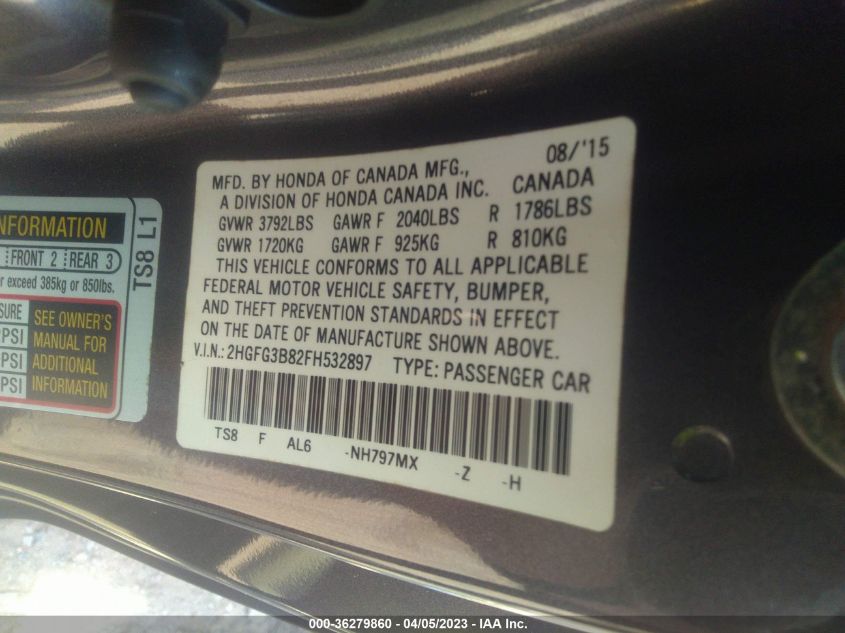 08/'15
MFD. BY HONDA OF CANADA MFG.,
A DIVISION OF HONDA CANADA INC. CANADA
GVWR 3792LBS GAWR F 2040LBS R 1786LBS
GVWR 1720KG GAWR F 925KG R 810KG
THIS VEHICLE CONFORMS TO ALL APPLICABLE
FEDERAL MOTOR VEHICLE SAFETY, BUMPER,
AND THEFT PREVENTION STANDARDS IN EFFECT
ON THE DATE OF MANUFACTURE SHOWN ABOVE.
V.I.N.: 2HGFG3B82FH532897 TYPE: PASSENGER CAR
TS8 F AL6 -NH797MX -Z -H
NFORMATION
FRONT 2 REAR 3
exceed 385kg or 850lbs.
TS8 L1
SURE
PSI
PSI
PSI
SEE OWNER'S
MANUAL FOR
ADDITIONAL
INFORMATION
000-36279860 - 04/05/2023 - IAA Inc.